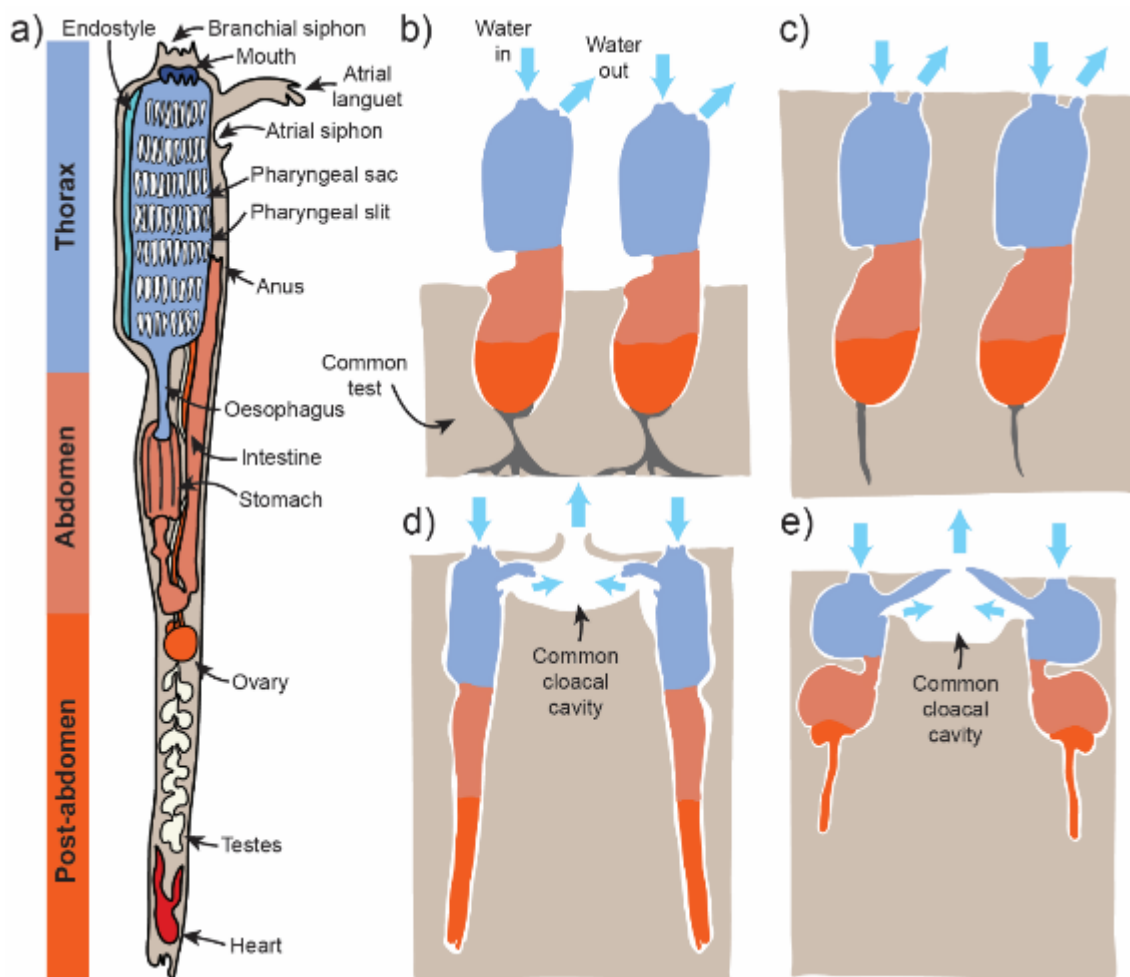 a)
Endostyle
Branchial siphon
Mouth
Atrial
languet
Atrial siphon
Pharyngeal sac
Pharyngeal slit
Anus
Oesophagus
Intestine
Stomach
Ovary
Testes
Heart
Thorax
Abdomen
Post-abdomen
b)
Water
in
Water
out
Common
test
c)
d)
Common
cloacal
cavity
e)
Common
cloacal
cavity